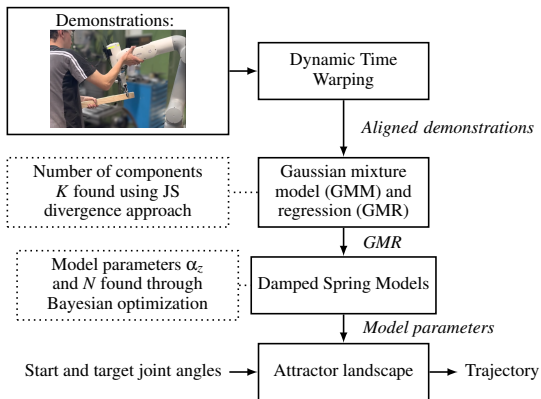 Demonstrations:
Dynamic Time
Warping
Aligned demonstrations
Number of components
K found using JS
divergence approach
Gaussian mixture
model (GMM) and
regression (GMR)
GMR
Model parameters α_z
and N found through
Bayesian optimization
Damped Spring Models
Model parameters
Start and target joint angles
Attractor landscape
Trajectory